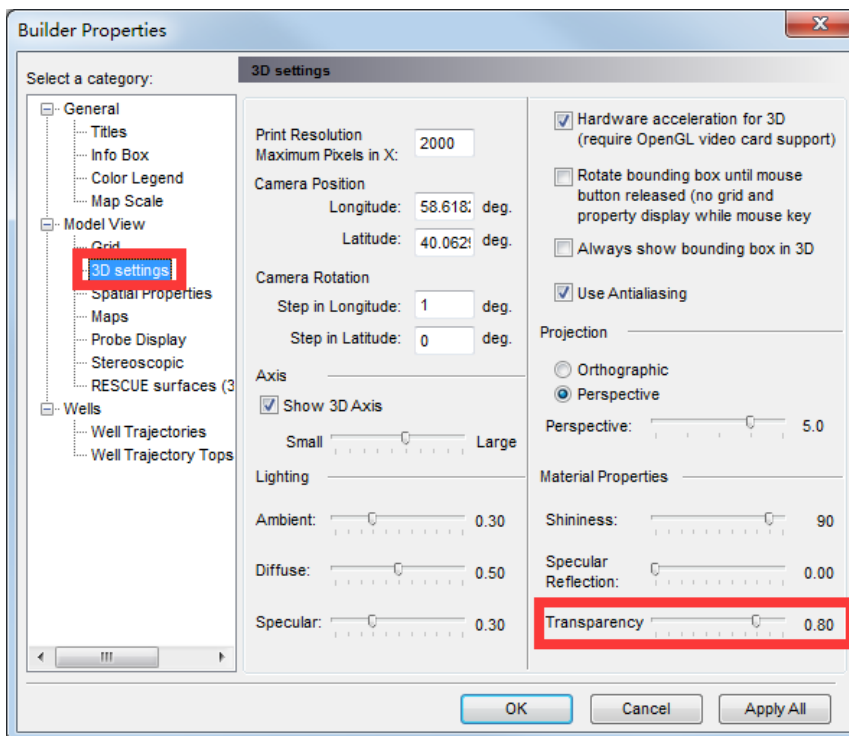 Builder Properties
Select a category:
General
Titles
Info Box
Color Legend
Map Scale
Model View
Grid
3D settings
Spatial Properties
Maps
Probe Display
Stereoscopic
RESCUE surfaces (3
Wells
Well Trajectories
Well Trajectory Tops
3D settings
Print Resolution
Maximum Pixels in X: 2000
Camera Position
Longitude: 58.6182 deg.
Latitude: 40.0629 deg.
Camera Rotation
Step in Longitude: 1 deg.
Step in Latitude: 0 deg.
Axis
Show 3D Axis
Small Large
Lighting
Ambient: 0.30
Diffuse: 0.50
Specular: 0.30
Hardware acceleration for 3D
(require OpenGL video card support)
Rotate bounding box until mouse
button released (no grid and
property display while mouse key
Always show bounding box in 3D
Use Antialiasing
Projection
Orthographic
Perspective
Perspective: 5.0
Material Properties
Shininess: 90
Specular
Reflection: 0.00
Transparency 0.80
OK Cancel Apply All